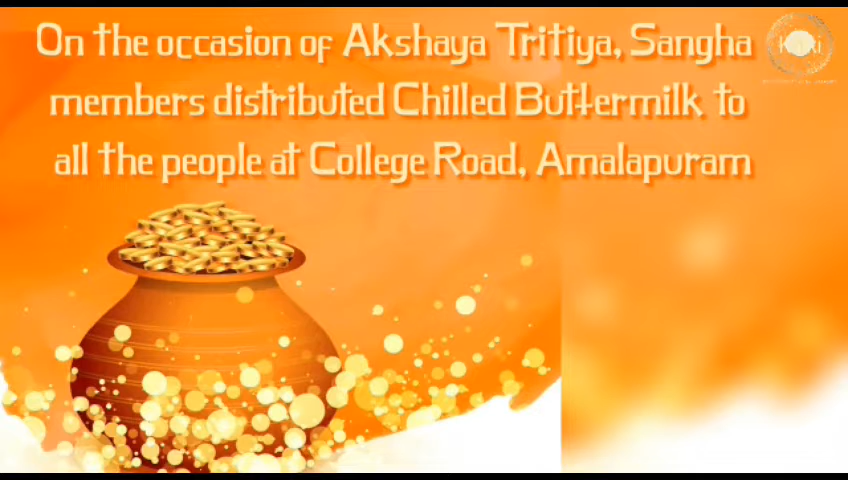 On the occasion of Akshaya Tritiya, Sangha
members distributed Chilled Buttermilk to
all the people at College Road, Amalapuram